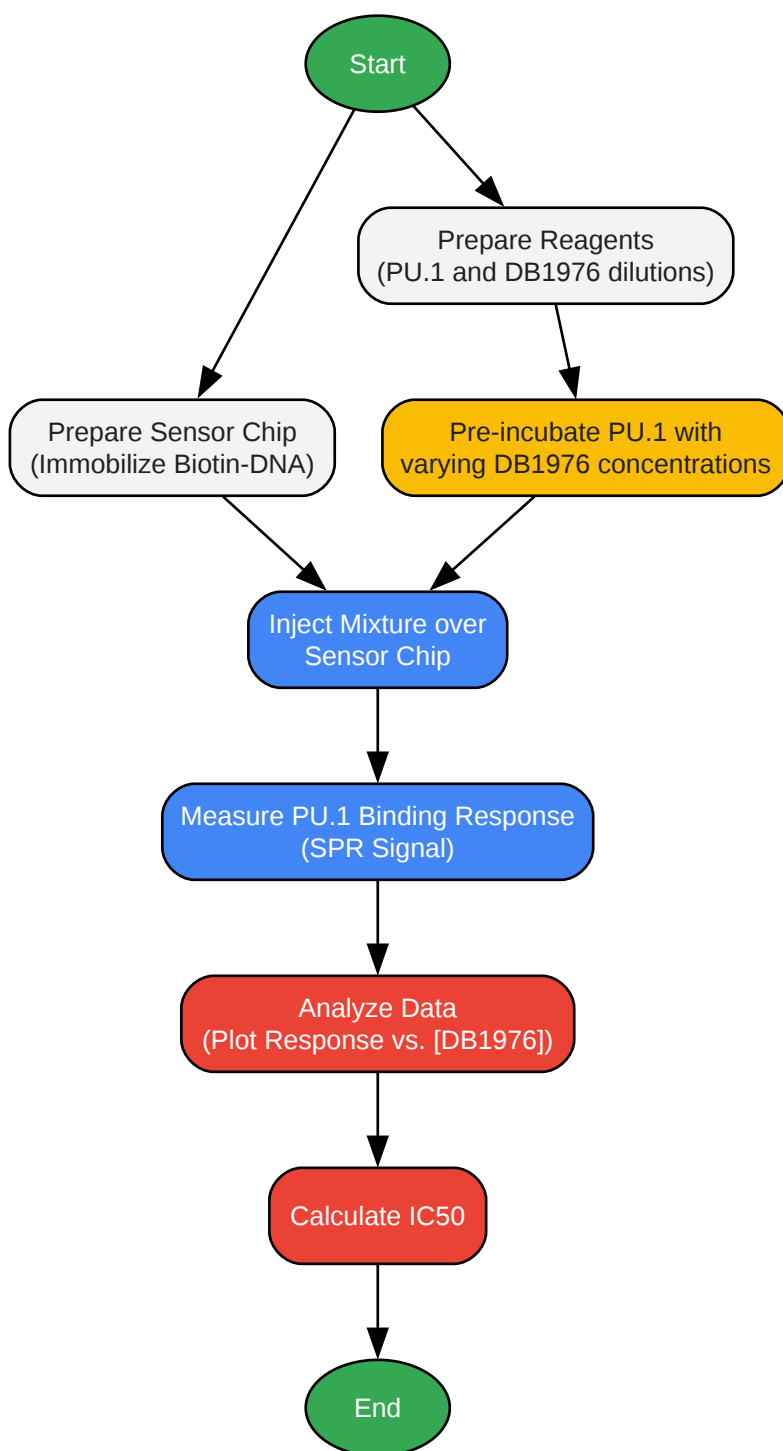 Start
Prepare Reagents
(PU.1 and DB1976 dilutions)
Prepare Sensor Chip
(Immobilize Biotin-DNA)
Pre-incubate PU.1 with
varying DB1976 concentrations
Inject Mixture over
Sensor Chip
Measure PU.1 Binding Response
(SPR Signal)
Analyze Data
(Plot Response vs. [DB1976])
Calculate IC50
End